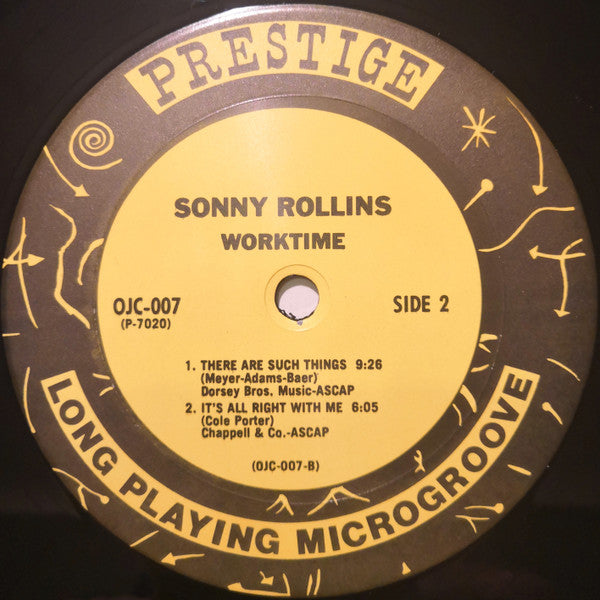 PRESTIGE
SONNY ROLLINS
WORKTIME
OJC-007
(P-7020)
SIDE 2
1. THERE ARE SUCH THINGS 9:26
(Meyer-Adams-Baer)
Dorsey Bros. Music-ASCAP
2. IT'S ALL RIGHT WITH ME 6:05
(Cole Porter)
Chappell & Co.-ASCAP
(OJC-007-B)
LONG PLAYING MICROGROOVE